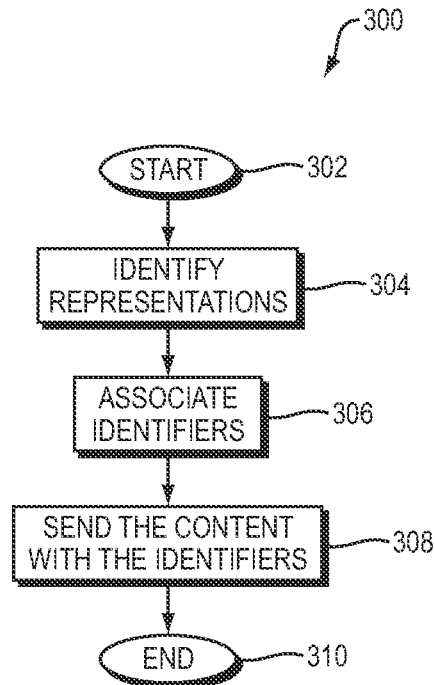 300
START
302
IDENTIFY
REPRESENTATIONS
304
ASSOCIATE
IDENTIFIERS
306
SEND THE CONTENT
WITH THE IDENTIFIERS
308
END
310